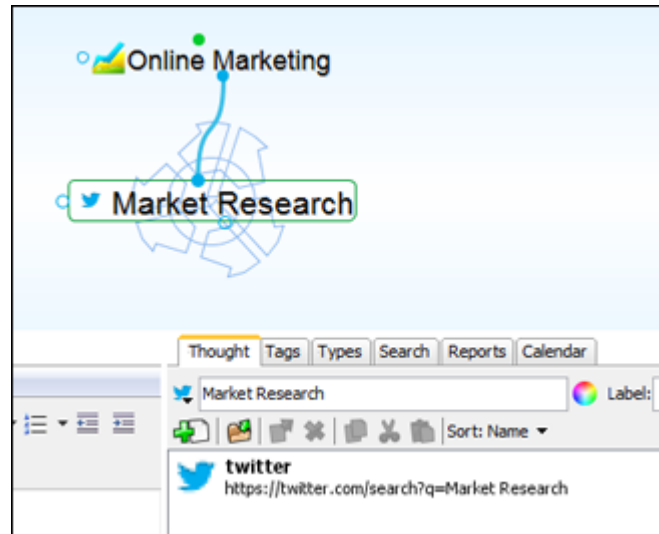 Online Marketing
Market Research
Thought Tags Types Search Reports Calendar
Market Research Label:
Sort: Name
twitter
https://twitter.com/search?q=Market Research